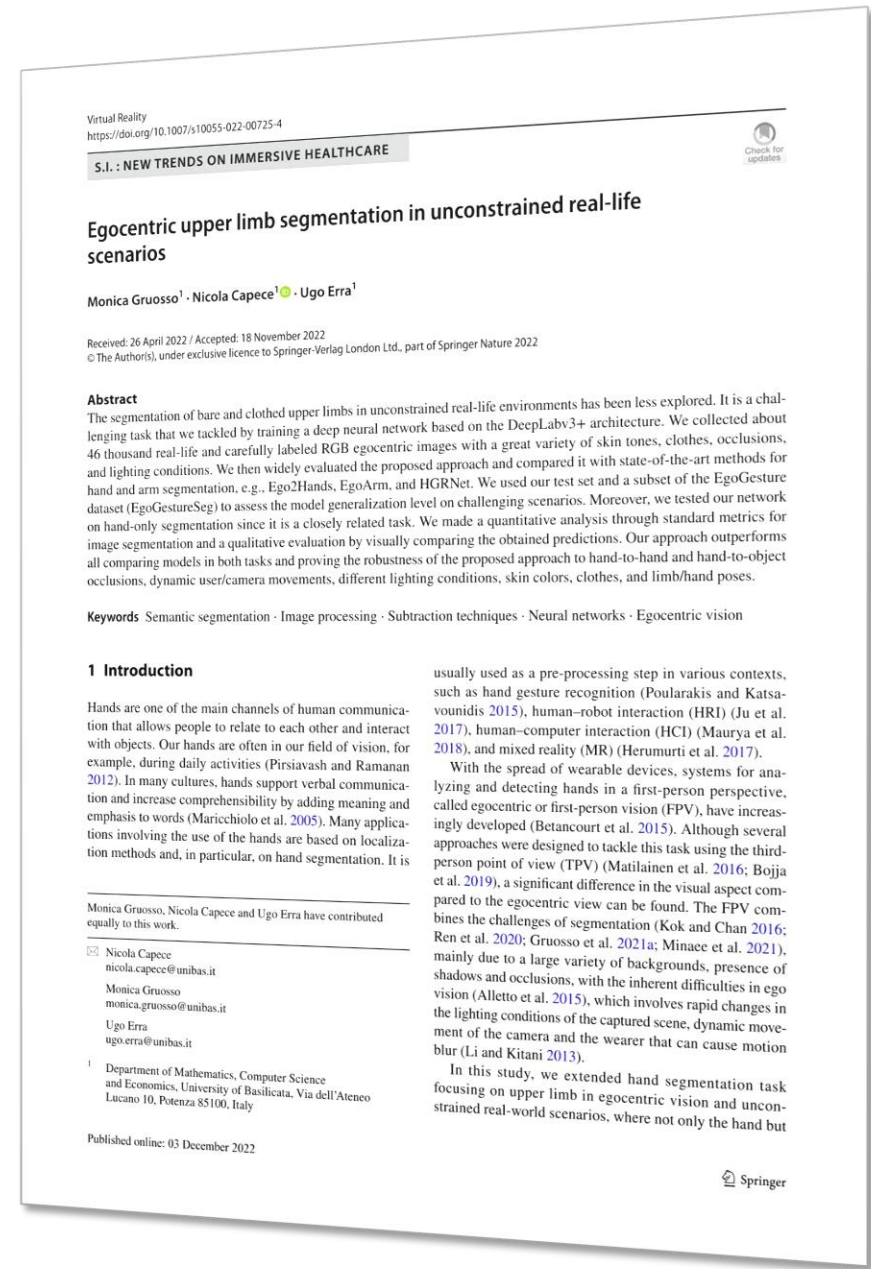 Virtual Reality
https://doi.org/10.1007/s10055-022-00725-4
S.I. : NEW TRENDS ON IMMERSIVE HEALTHCARE
Check for
updates
Egocentric upper limb segmentation in unconstrained real-life
scenarios
Monica Gruosso¹ · Nicola Capece¹ · Ugo Erra¹
Received: 26 April 2022 / Accepted: 18 November 2022
© The Author(s), under exclusive licence to Springer-Verlag London Ltd., part of Springer Nature 2022
Abstract
The segmentation of bare and clothed upper limbs in unconstrained real-life environments has been less explored. It is a chal-
lenging task that we tackled by training a deep neural network based on the DeepLabv3+ architecture. We collected about
46 thousand real-life and carefully labeled RGB egocentric images with a great variety of skin tones, clothes, occlusions,
and lighting conditions. We then widely evaluated the proposed approach and compared it with state-of-the-art methods for
hand and arm segmentation, e.g., Ego2Hands, EgoArm, and HGRNet. We used our test set and a subset of the EgoGesture
dataset (EgoGestureSeg) to assess the model generalization level on challenging scenarios. Moreover, we tested our network
on hand-only segmentation since it is a closely related task. We made a quantitative analysis through standard metrics for
image segmentation and a qualitative evaluation by visually comparing the obtained predictions. Our approach outperforms
all comparing models in both tasks and proving the robustness of the proposed approach to hand-to-hand and hand-to-object
occlusions, dynamic user/camera movements, different lighting conditions, skin colors, clothes, and limb/hand poses.
Keywords Semantic segmentation · Image processing · Subtraction techniques · Neural networks · Egocentric vision
1 Introduction
Hands are one of the main channels of human communica-
tion that allows people to relate to each other and interact
with objects. Our hands are often in our field of vision, for
example, during daily activities (Pirsiavash and Ramanan
2012). In many cultures, hands support verbal communica-
tion and increase comprehensibility by adding meaning and
emphasis to words (Maricchiolo et al. 2005). Many applica-
tions involving the use of the hands are based on localiza-
tion methods and, in particular, on hand segmentation. It is
Monica Gruosso, Nicola Capece and Ugo Erra have contributed
equally to this work.
Nicola Capece
nicola.capece@unibas.it
Monica Gruosso
monica.gruosso@unibas.it
Ugo Erra
ugo.erra@unibas.it
1 Department of Mathematics, Computer Science
and Economics, University of Basilicata, Via dell'Ateneo
Lucano 10, Potenza 85100, Italy
Published online: 03 December 2022
usually used as a pre-processing step in various contexts,
such as hand gesture recognition (Poularakis and Katsa-
vounidis 2015), human–robot interaction (HRI) (Ju et al.
2017), human–computer interaction (HCI) (Maurya et al.
2018), and mixed reality (MR) (Herumurti et al. 2017).
With the spread of wearable devices, systems for ana-
lyzing and detecting hands in a first-person perspective,
called egocentric or first-person vision (FPV), have increas-
ingly developed (Betancourt et al. 2015). Although several
approaches were designed to tackle this task using the third-
person point of view (TPV) (Matilainen et al. 2016; Bojja
et al. 2019), a significant difference in the visual aspect com-
pared to the egocentric view can be found. The FPV com-
bines the challenges of segmentation (Kok and Chan 2016;
Ren et al. 2020; Gruosso et al. 2021a; Minaee et al. 2021),
mainly due to a large variety of backgrounds, presence of
shadows and occlusions, with the inherent difficulties in ego
vision (Alletto et al. 2015), which involves rapid changes in
the lighting conditions of the captured scene, dynamic move-
ment of the camera and the wearer that can cause motion
blur (Li and Kitani 2013).
In this study, we extended hand segmentation task
focusing on upper limb in egocentric vision and uncon-
strained real-world scenarios, where not only the hand but
Springer